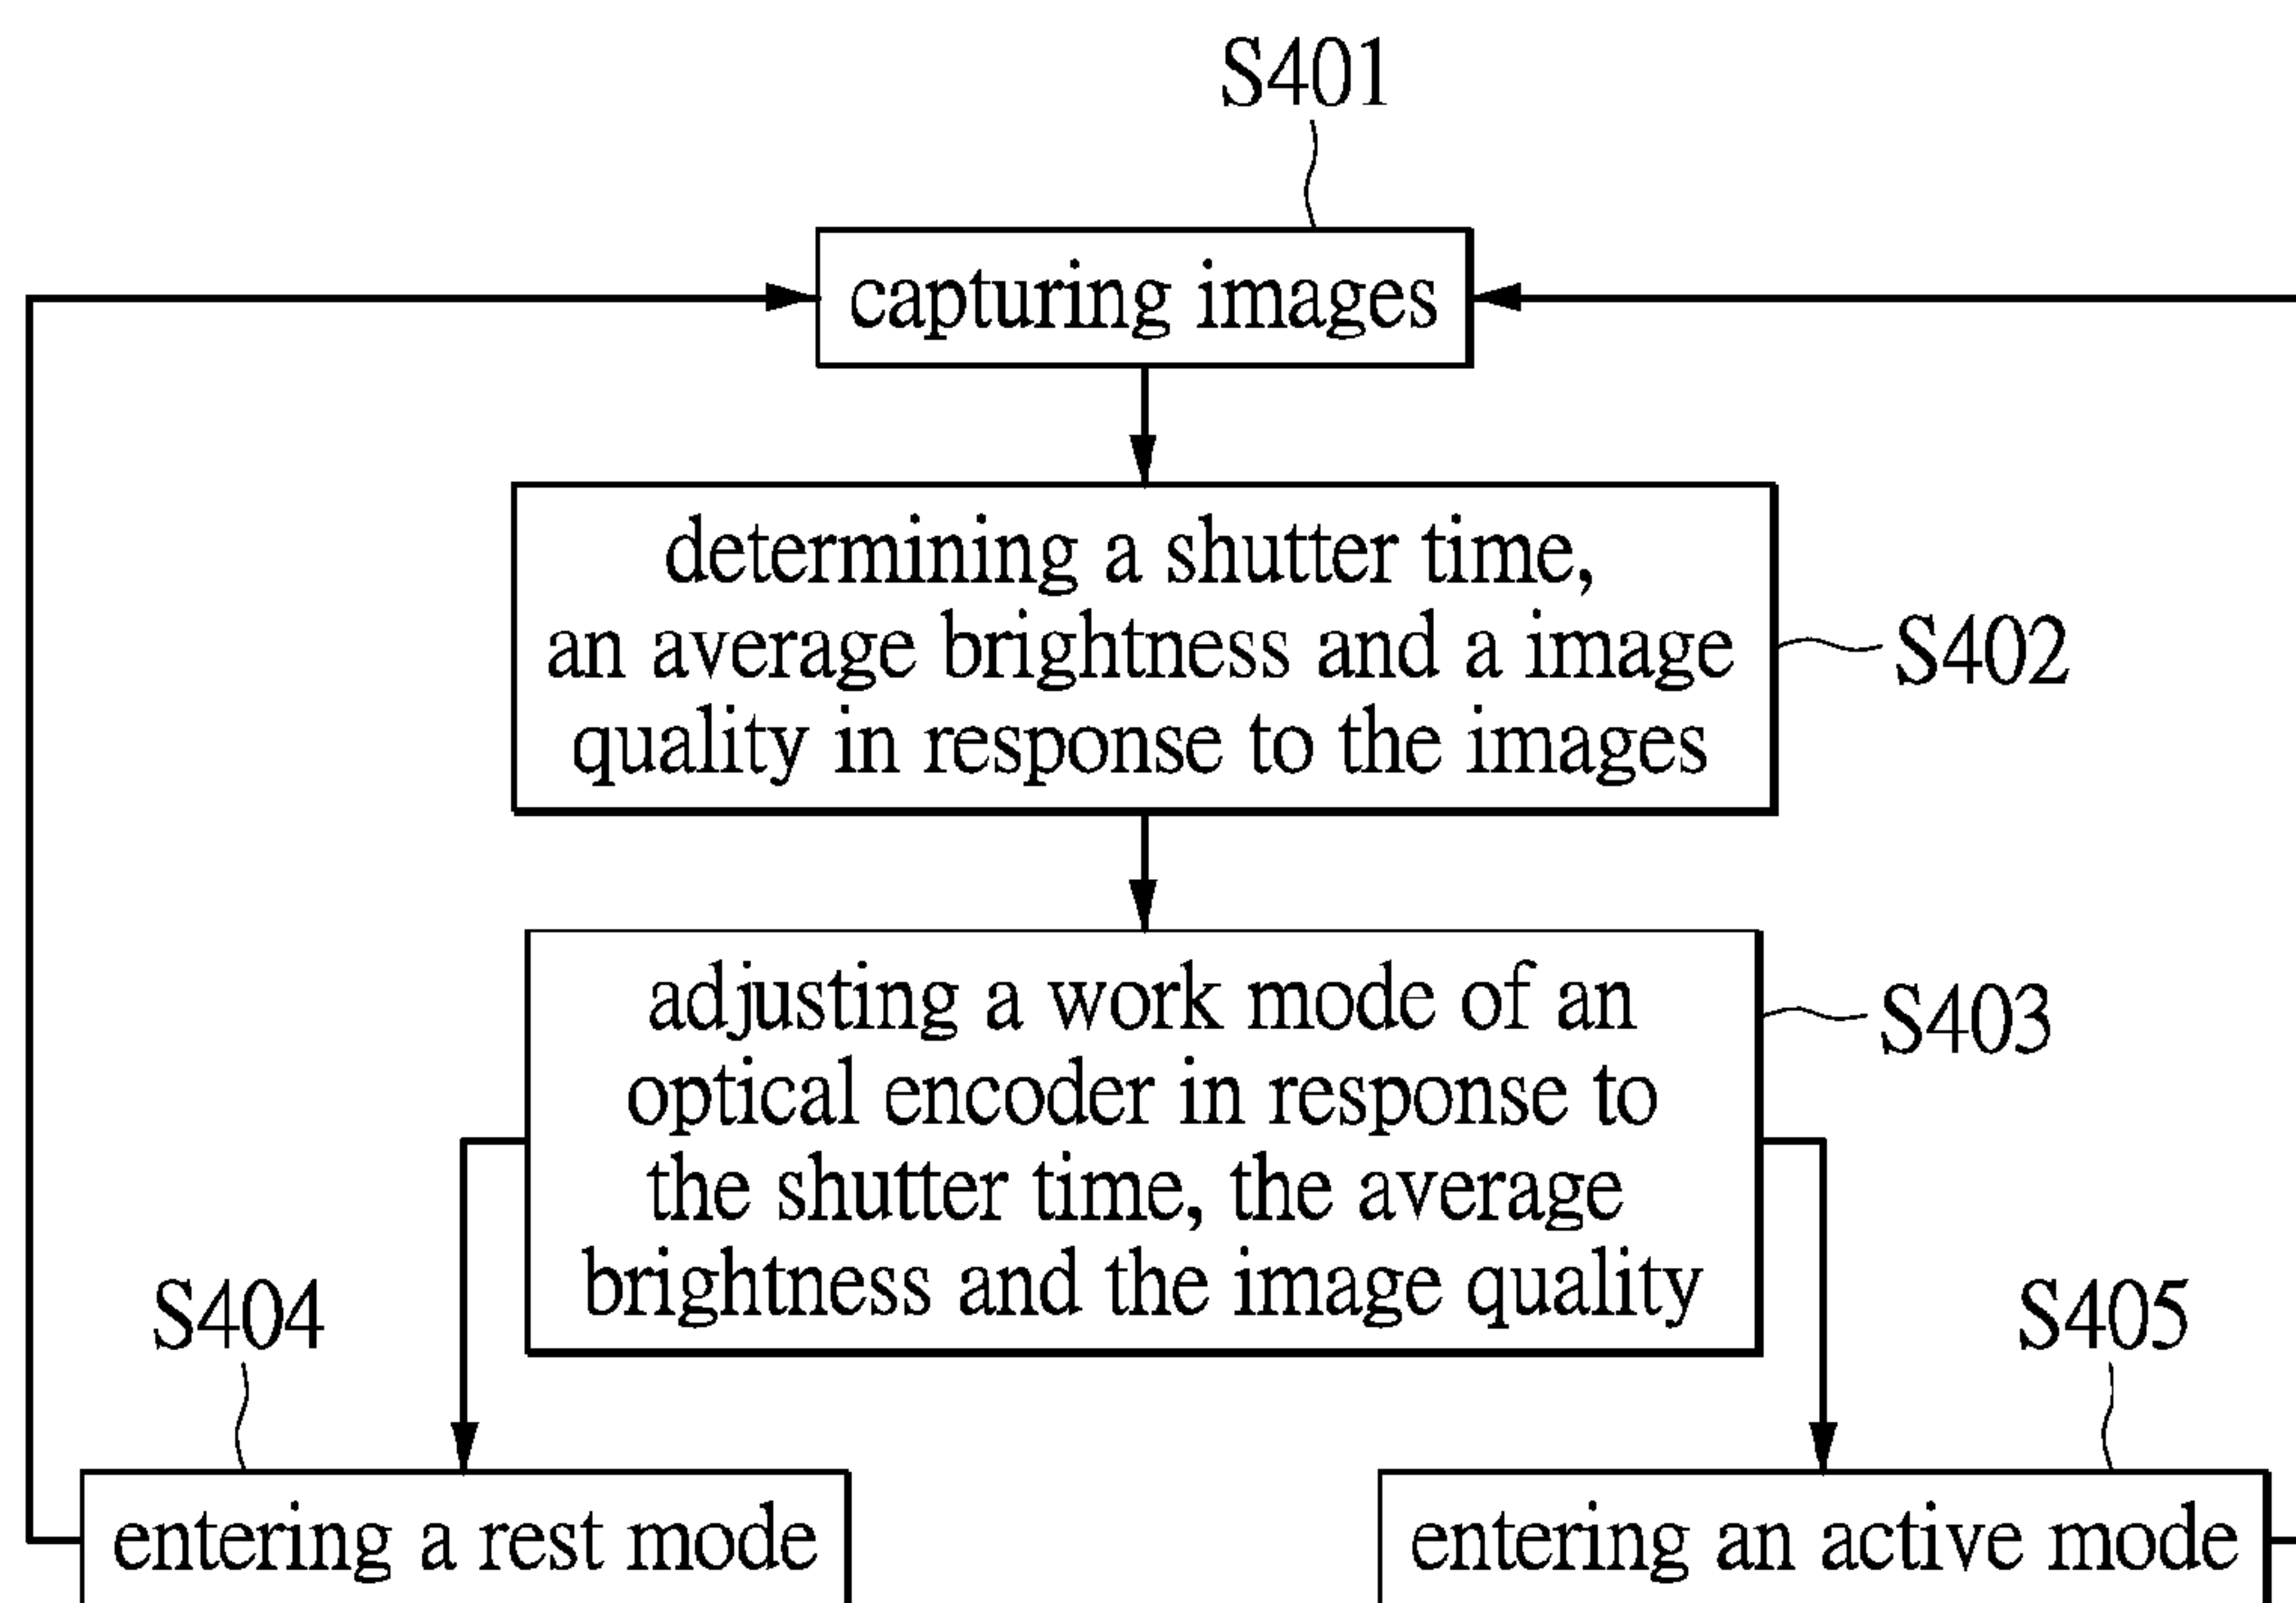 S401
capturing images
determining a shutter time,
an average brightness and a image
quality in response to the images
S402
adjusting a work mode of an
optical encoder in response to
the shutter time, the average
brightness and the image quality
S403
S404
entering a rest mode
S405
entering an active mode